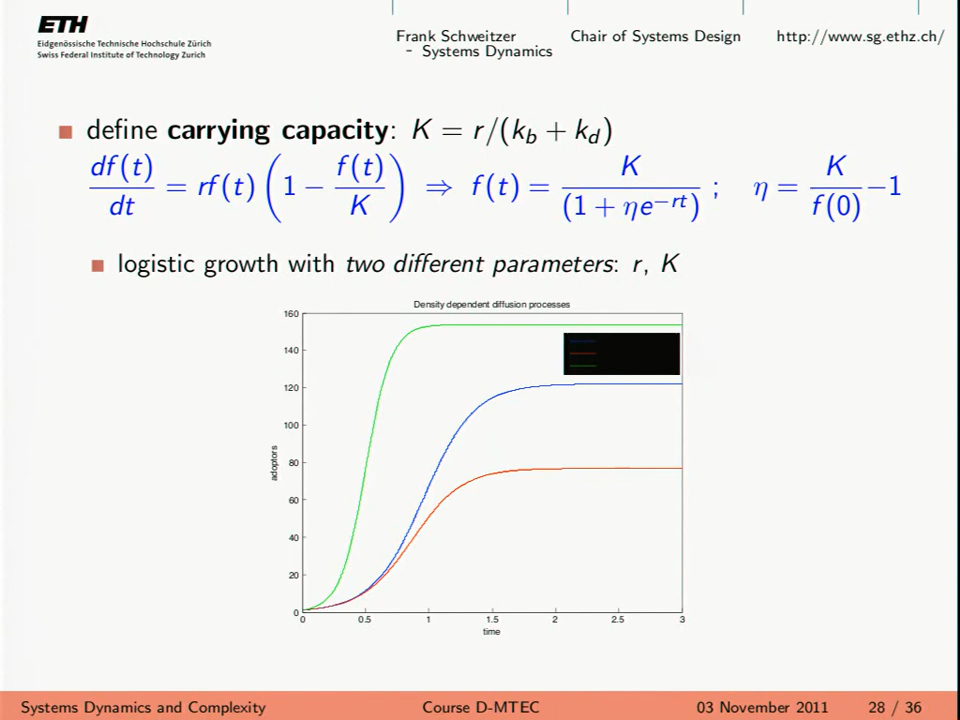 ETH
Eidgenössische Technische Hochschule Zürich
Swiss Federal Institute of Technology Zurich
Frank Schweitzer
- Systems Dynamics
Chair of Systems Design
http://www.sg.ethz.ch/
define carrying capacity: K = r/(k_b + k_d)
df(t)/dt = rf(t) (1 − f(t)/K) ⇒ f(t) = K/(1 + ηe^{−rt}) ; η = K/f(0) −1
logistic growth with two different parameters: r, K
Density dependent diffusion processes
160
140
120
100
80
60
40
20
0
adoptors
0 0.5 1 1.5 2 2.5 3
time
Systems Dynamics and Complexity
Course D-MTEC
03 November 2011
28 / 36